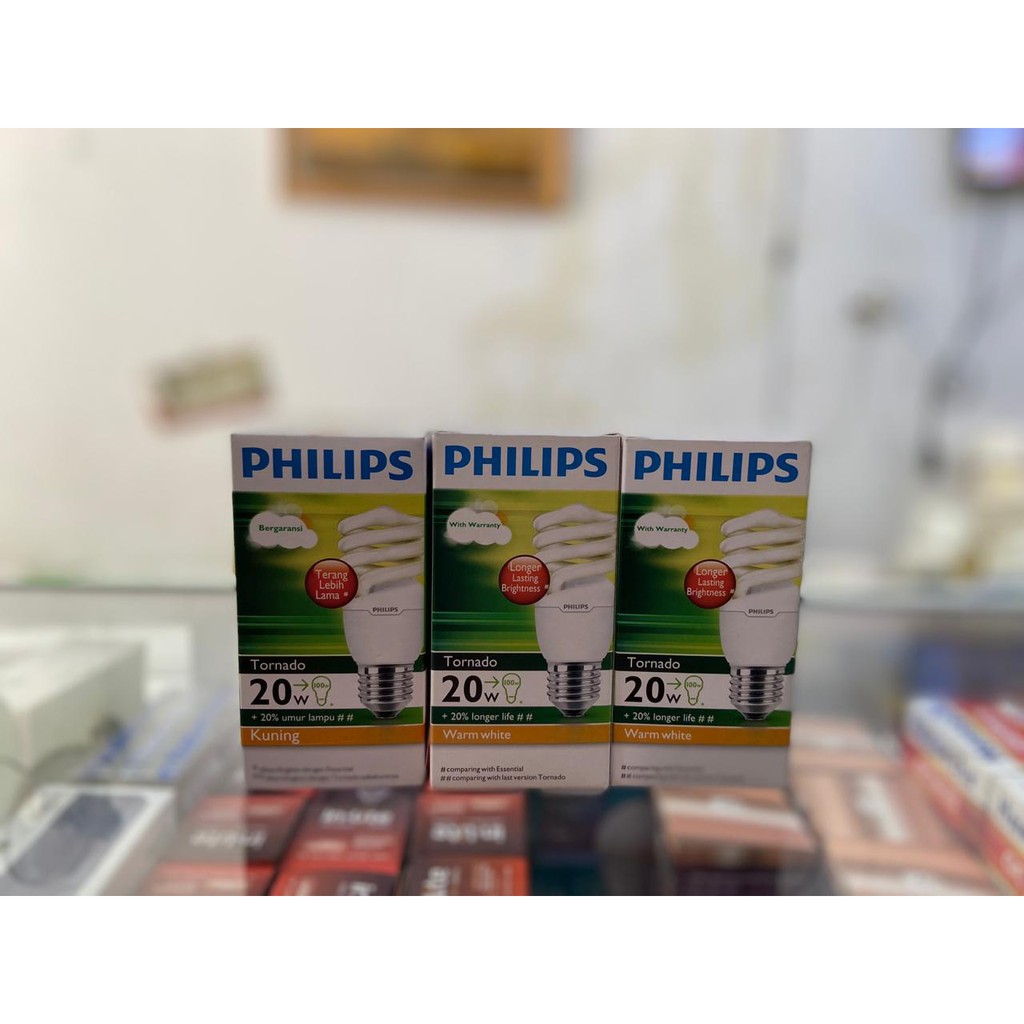 PHILIPS
Bergaransi
Terang
Lebih
Lama *
PHILIPS
Tornado
20w → 100w
+ 20% umur lampu # #
Kuning
PHILIPS
With Warranty
Longer
Lasting
Brightness *
PHILIPS
Tornado
20w → 100w
+ 20% longer life # #
Warm white
# comparing with Essential
# # comparing with last version Tornado
PHILIPS
With Warranty
Longer
Lasting
Brightness #
PHILIPS
Tornado
20w → 100w
+ 20% longer life # #
Warm white